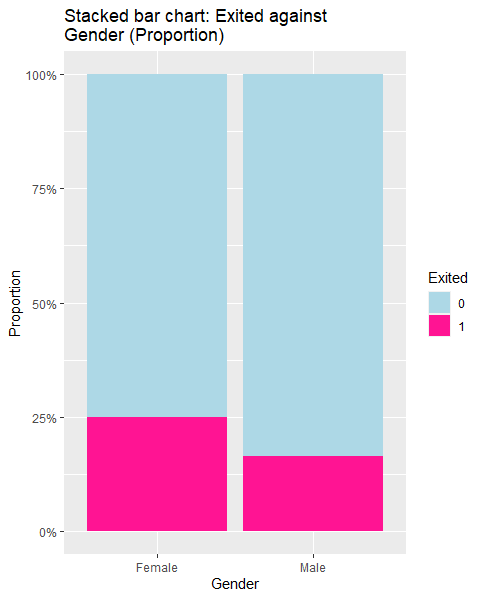 Stacked bar chart: Exited against
Gender (Proportion)
100%
75%
50%
25%
0%
Proportion
Female
Male
Gender
Exited
0
1